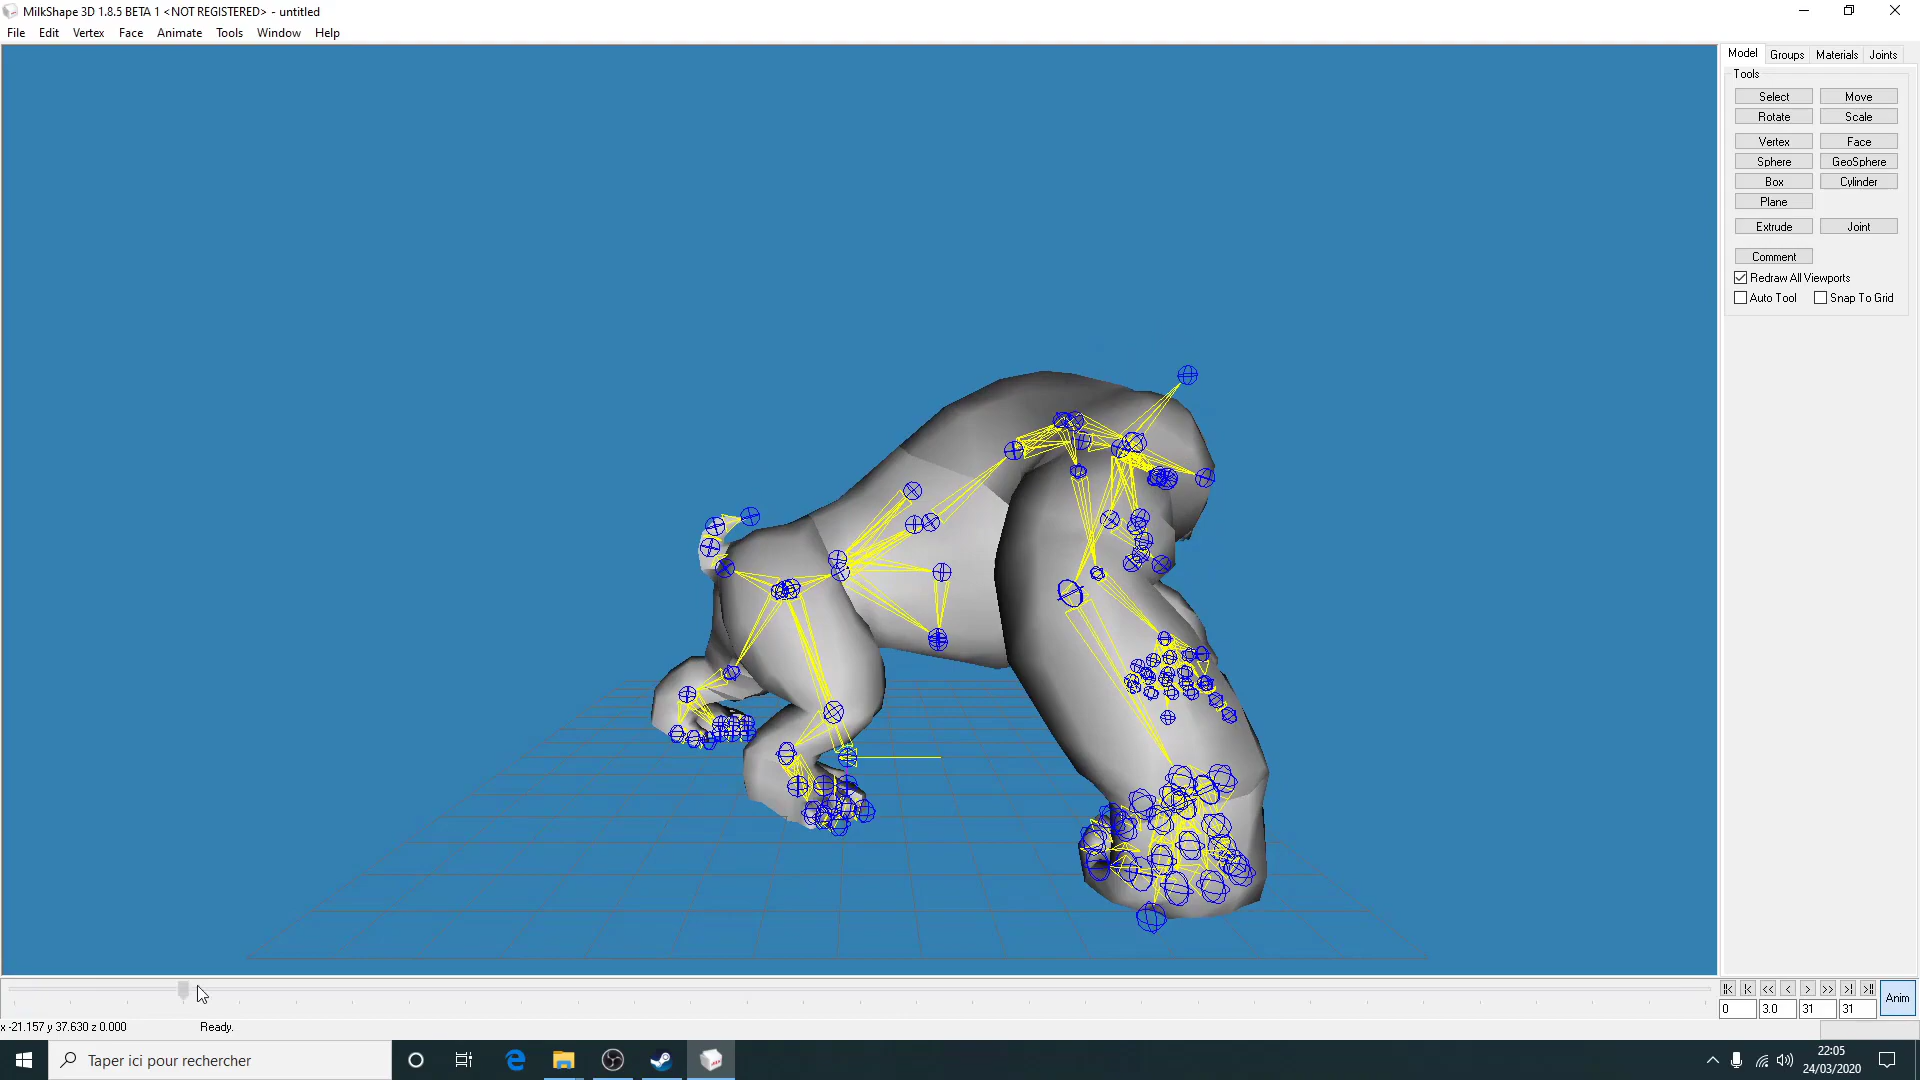 MilkShape 3D 1.8.5 BETA 1 <NOT REGISTERED> - untitled
File Edit Vertex Face Animate Tools Window Help
Model Groups Materials Joints
Tools
Select Move
Rotate Scale
Vertex Face
Sphere GeoSphere
Box Cylinder
Plane
Extrude Joint
Comment
Redraw All Viewports
Auto Tool Snap To Grid
0 3.0 31 31 Anim
x -21.157 y 37.630 z 0.000 Ready.
Taper ici pour rechercher
22:05
24/03/2020